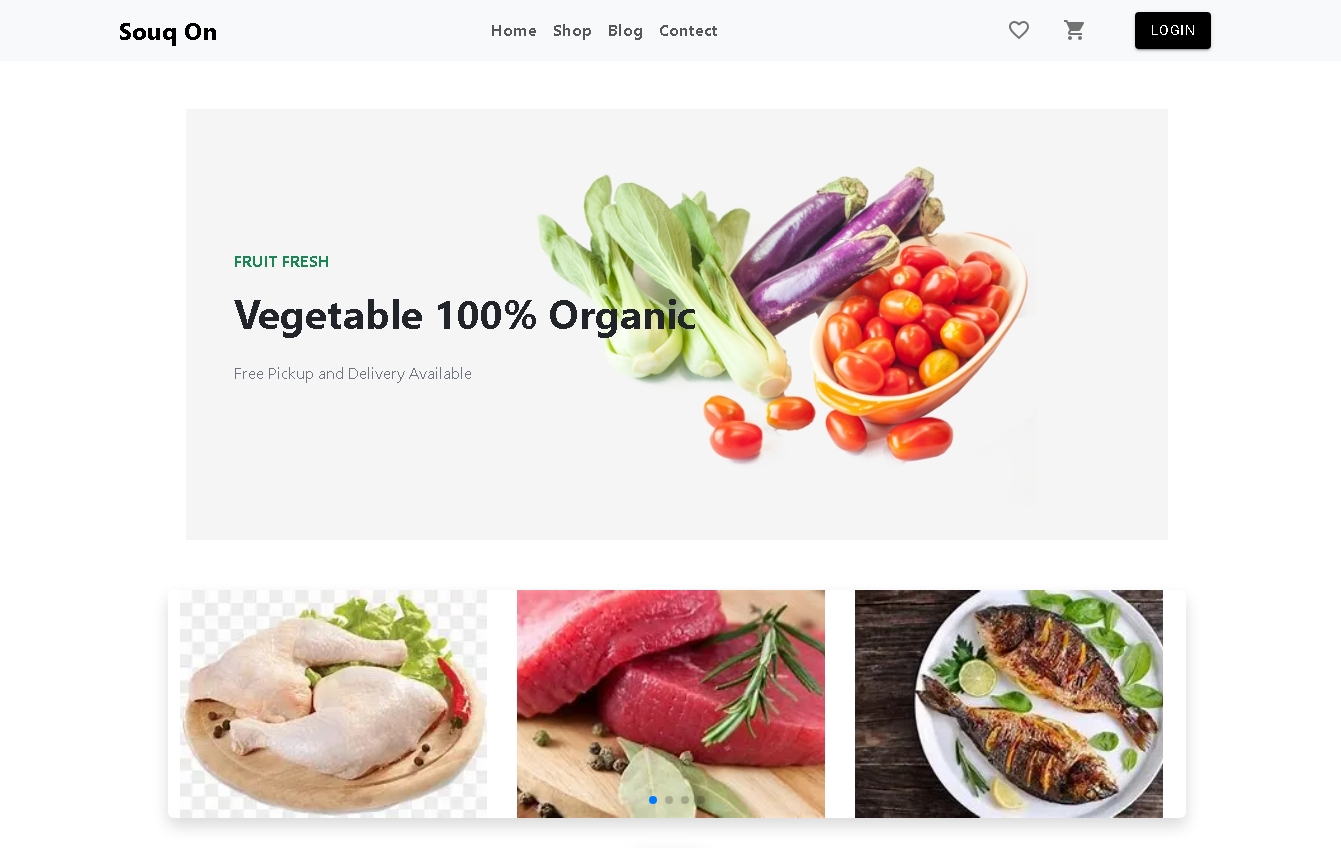 Souq On
Home Shop Blog Contect
LOGIN
FRUIT FRESH
Vegetable 100% Organic
Free Pickup and Delivery Available